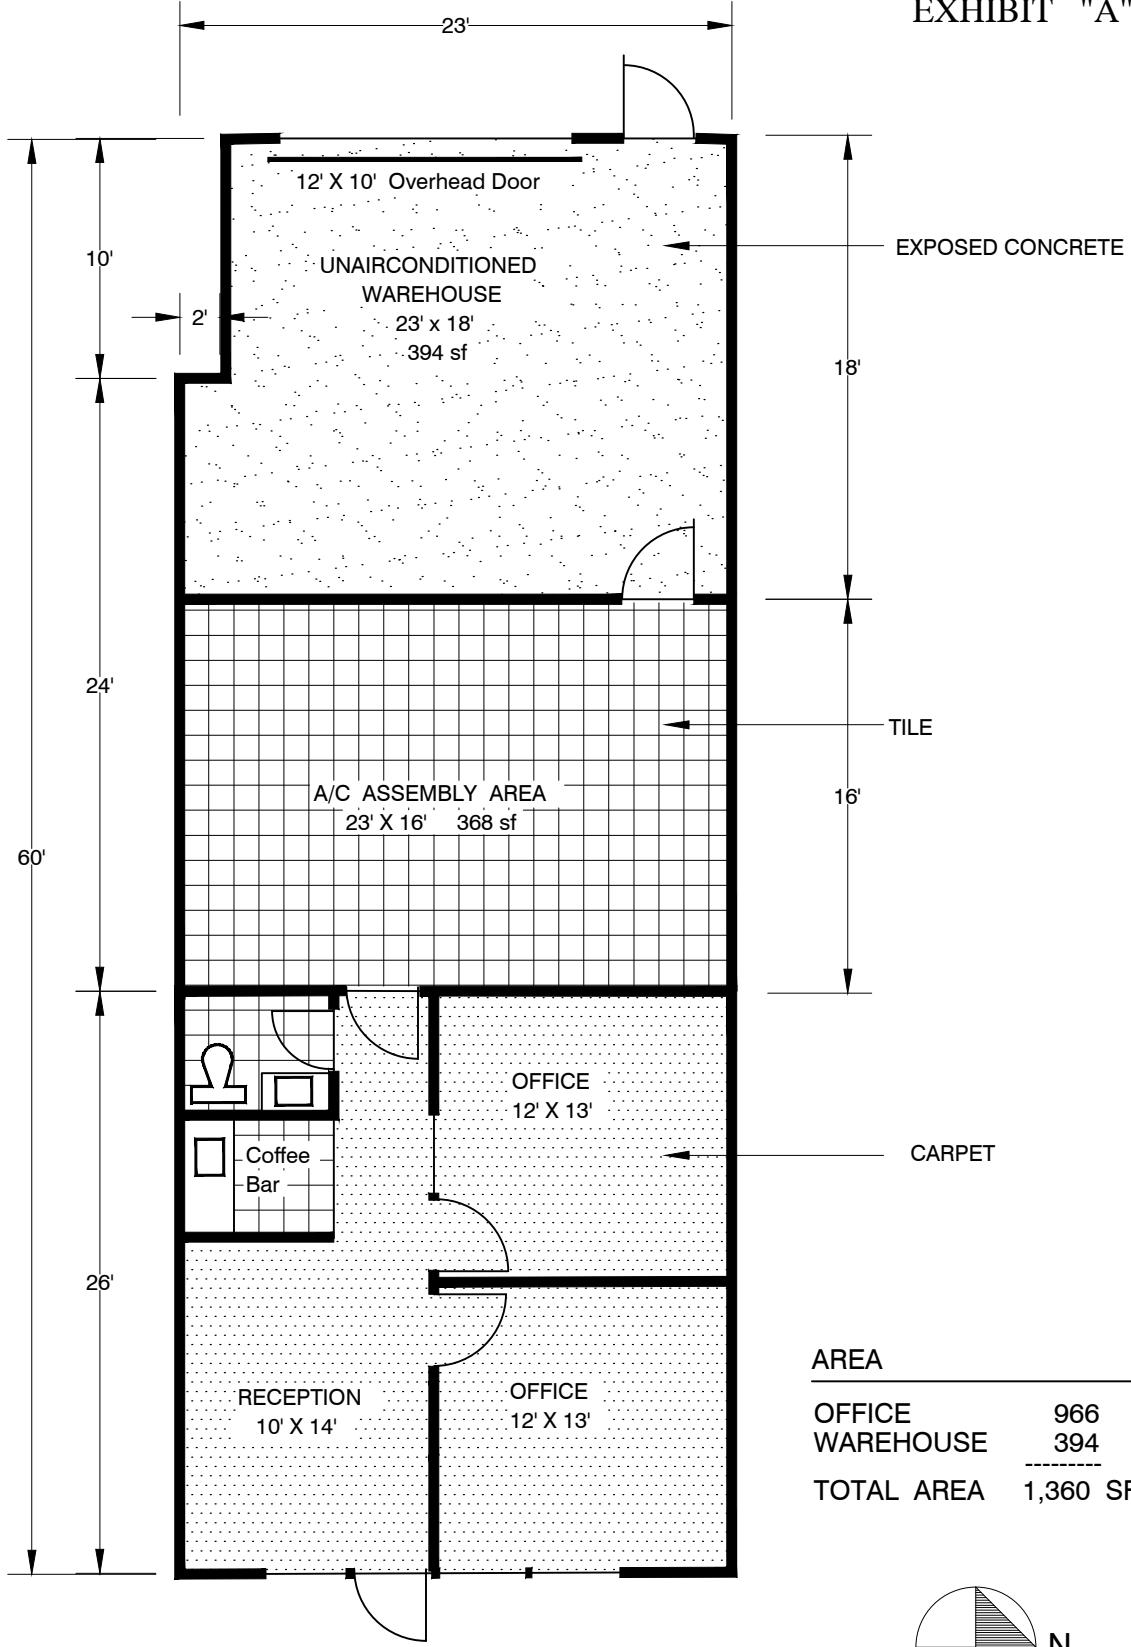 EXHIBIT "A"
23'
12' X 10' Overhead Door
10'
EXPOSED CONCRETE
UNAIRCONDITIONED
WAREHOUSE
23' x 18'
394 sf
2'
18'
24'
TILE
A/C ASSEMBLY AREA
23' X 16' 368 sf
16'
60'
OFFICE
12' X 13'
Coffee
Bar
CARPET
26'
RECEPTION
10' X 14'
OFFICE
12' X 13'
AREA
OFFICE 966
WAREHOUSE 394
---------
TOTAL AREA 1,360 SF
N